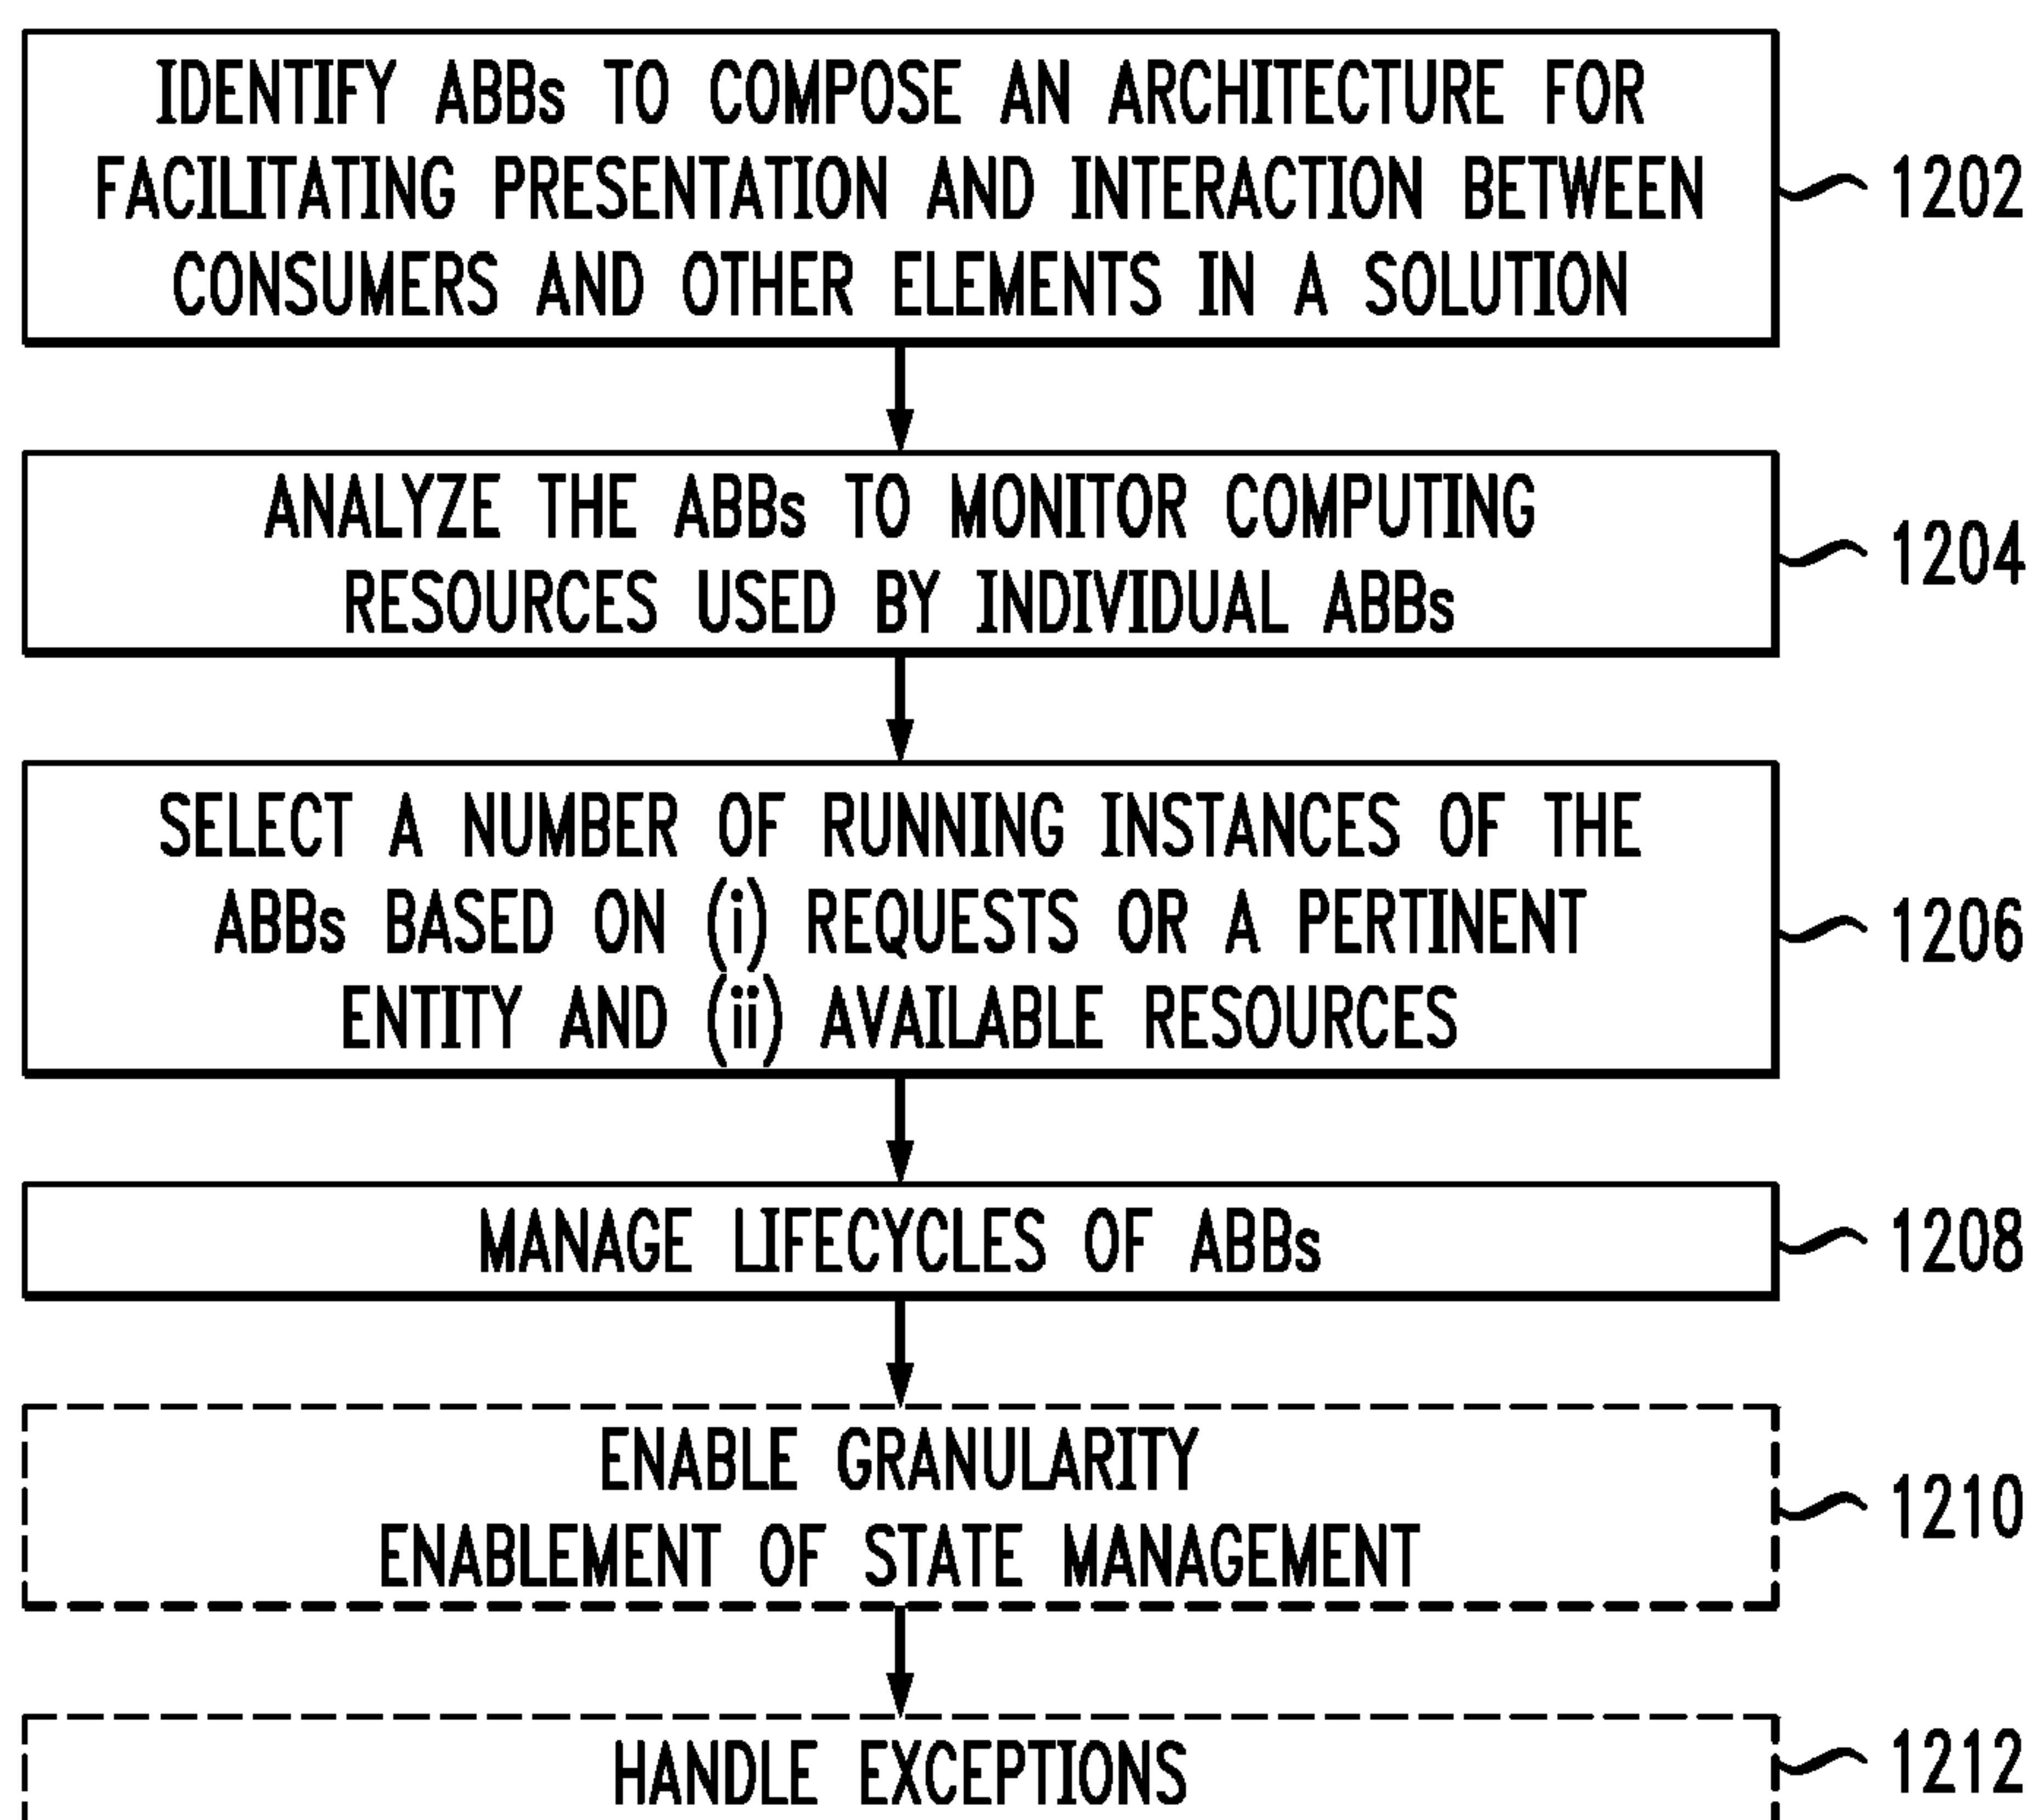 IDENTIFY ABBs TO COMPOSE AN ARCHITECTURE FOR
FACILITATING PRESENTATION AND INTERACTION BETWEEN
CONSUMERS AND OTHER ELEMENTS IN A SOLUTION
1202
ANALYZE THE ABBs TO MONITOR COMPUTING
RESOURCES USED BY INDIVIDUAL ABBs
1204
SELECT A NUMBER OF RUNNING INSTANCES OF THE
ABBs BASED ON (i) REQUESTS OR A PERTINENT
ENTITY AND (ii) AVAILABLE RESOURCES
1206
MANAGE LIFECYCLES OF ABBs
1208
ENABLE GRANULARITY
ENABLEMENT OF STATE MANAGEMENT
1210
HANDLE EXCEPTIONS
1212